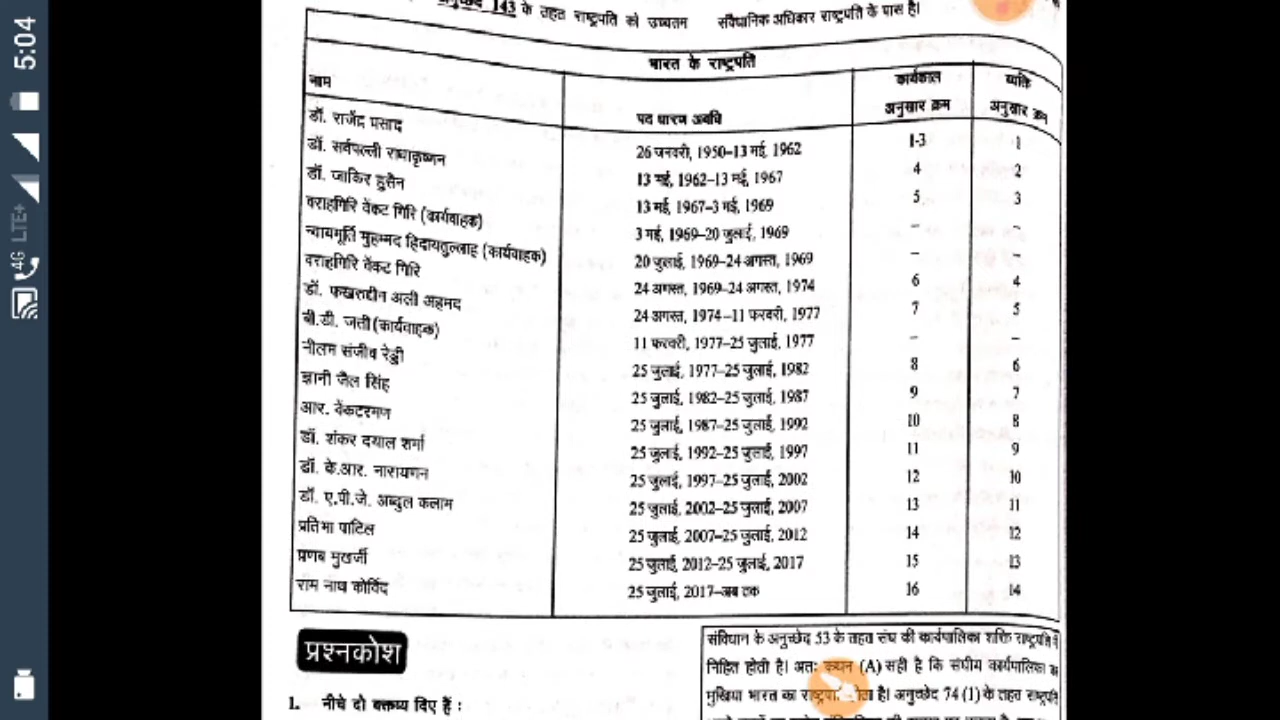 5:04
4G LTE+
143 के तहत राष्ट्रपति को उच्चतम संवैधानिक अधिकार राष्ट्रपति के पास है।
भारत के राष्ट्रपति
नाम पद धारण अवधि कार्यकाल अनुसार क्रम व्यक्ति अनुसार क्रम
डॉ. राजेंद्र प्रसाद 26 जनवरी, 1950–13 मई, 1962 1-3 1
डॉ. सर्वपल्ली राधाकृष्णन 13 मई, 1962–13 मई, 1967 4 2
डॉ. जाकिर हुसैन 13 मई, 1967–3 मई, 1969 5 3
वराहगिरि वेंकट गिरि (कार्यवाहक) 3 मई, 1969–20 जुलाई, 1969 – –
न्यायमूर्ति मुहम्मद हिदायतुल्लाह (कार्यवाहक) 20 जुलाई, 1969–24 अगस्त, 1969 – –
वराहगिरि वेंकट गिरि 24 अगस्त, 1969–24 अगस्त, 1974 6 4
डॉ. फखरुद्दीन अली अहमद 24 अगस्त, 1974–11 फरवरी, 1977 7 5
बी.डी. जत्ती (कार्यवाहक) 11 फरवरी, 1977–25 जुलाई, 1977 – –
नीलम संजीव रेड्डी 25 जुलाई, 1977–25 जुलाई, 1982 8 6
ज्ञानी जैल सिंह 25 जुलाई, 1982–25 जुलाई, 1987 9 7
आर. वेंकटरमण 25 जुलाई, 1987–25 जुलाई, 1992 10 8
डॉ. शंकर दयाल शर्मा 25 जुलाई, 1992–25 जुलाई, 1997 11 9
डॉ. के.आर. नारायणन 25 जुलाई, 1997–25 जुलाई, 2002 12 10
डॉ. ए.पी.जे. अब्दुल कलाम 25 जुलाई, 2002–25 जुलाई, 2007 13 11
प्रतिभा पाटिल 25 जुलाई, 2007–25 जुलाई, 2012 14 12
प्रणब मुखर्जी 25 जुलाई, 2012–25 जुलाई, 2017 15 13
राम नाथ कोविंद 25 जुलाई, 2017–अब तक 16 14
प्रश्नकोश
1. नीचे दो वक्तव्य दिए हैं :
संविधान के अनुच्छेद 53 के तहत संघ की कार्यपालिका शक्ति राष्ट्रपति में
निहित होती है। अतः कथन (A) सही है कि संघीय कार्यपालिका का
मुखिया भारत का होता है। अनुच्छेद 74 (1) के तहत